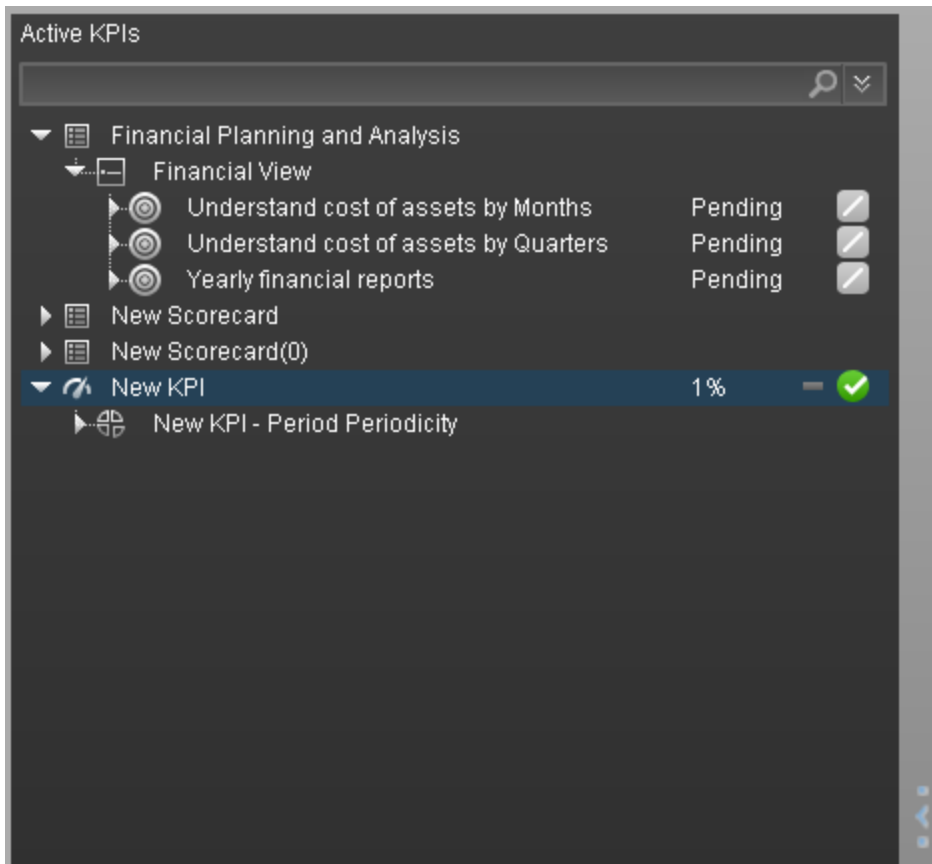 Active KPIs
Financial Planning and Analysis
Financial View
Understand cost of assets by Months Pending
Understand cost of assets by Quarters Pending
Yearly financial reports Pending
New Scorecard
New Scorecard(0)
New KPI 1%
New KPI - Period Periodicity